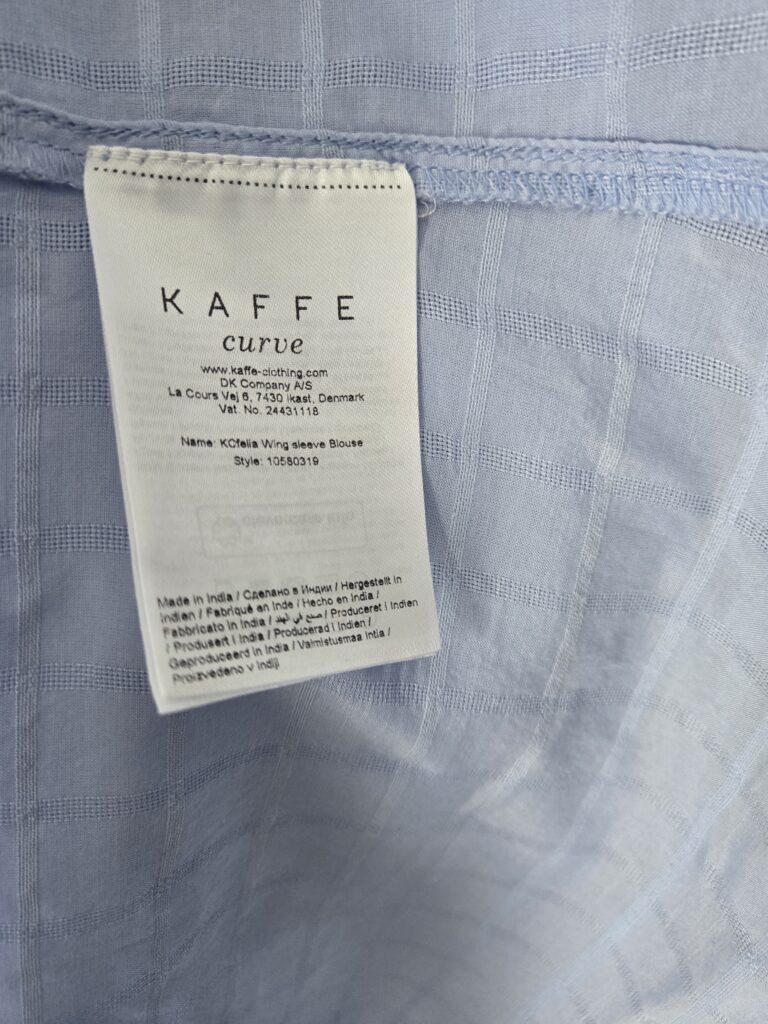 KAFFE
curve
www.kaffe-clothing.com
DK Company A/S
La Cours Vej 6, 7430 Ikast, Denmark
Vat. No. 24431118
Name: KCfelia Wing sleeve Blouse
Style: 10580319
Made in India / Сделано в Индии / Hergestellt in
Indien / Fabriqué en Inde / Hecho en India /
Fabbricato in India / صنع في الهند / Produceret i Indien
/ Produsert i India / Producerad i Indien /
Geproduceerd in India / Valmistusmaa Intia /
Proizvedeno v Indiji